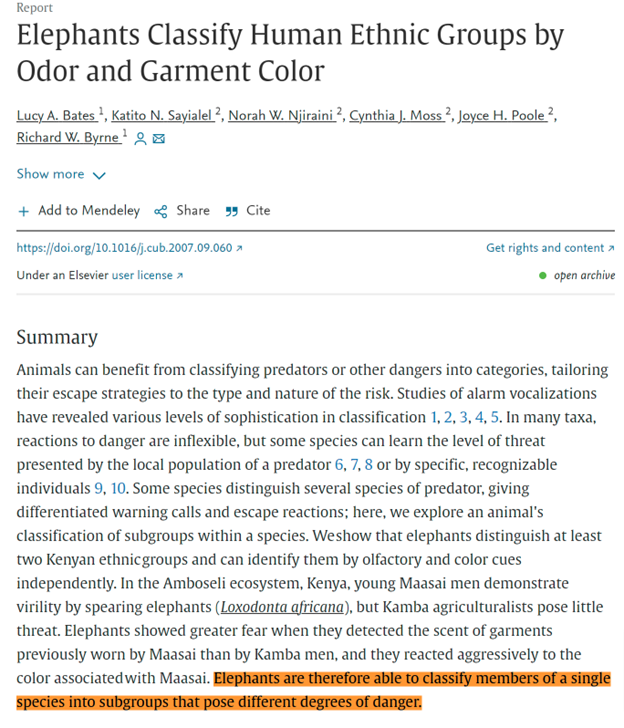 Report
Elephants Classify Human Ethnic Groups by
Odor and Garment Color
Lucy A. Bates 1, Katito N. Sayialel 2, Norah W. Njiraini 2, Cynthia J. Moss 2, Joyce H. Poole 2,
Richard W. Byrne 1
Show more
+ Add to Mendeley Share Cite
https://doi.org/10.1016/j.cub.2007.09.060 ↗ Get rights and content ↗
Under an Elsevier user license ↗ open archive
Summary
Animals can benefit from classifying predators or other dangers into categories, tailoring
their escape strategies to the type and nature of the risk. Studies of alarm vocalizations
have revealed various levels of sophistication in classification 1, 2, 3, 4, 5. In many taxa,
reactions to danger are inflexible, but some species can learn the level of threat
presented by the local population of a predator 6, 7, 8 or by specific, recognizable
individuals 9, 10. Some species distinguish several species of predator, giving
differentiated warning calls and escape reactions; here, we explore an animal's
classification of subgroups within a species. Weshow that elephants distinguish at least
two Kenyan ethnicgroups and can identify them by olfactory and color cues
independently. In the Amboseli ecosystem, Kenya, young Maasai men demonstrate
virility by spearing elephants (Loxodonta africana), but Kamba agriculturalists pose little
threat. Elephants showed greater fear when they detected the scent of garments
previously worn by Maasai than by Kamba men, and they reacted aggressively to the
color associatedwith Maasai. Elephants are therefore able to classify members of a single
species into subgroups that pose different degrees of danger.